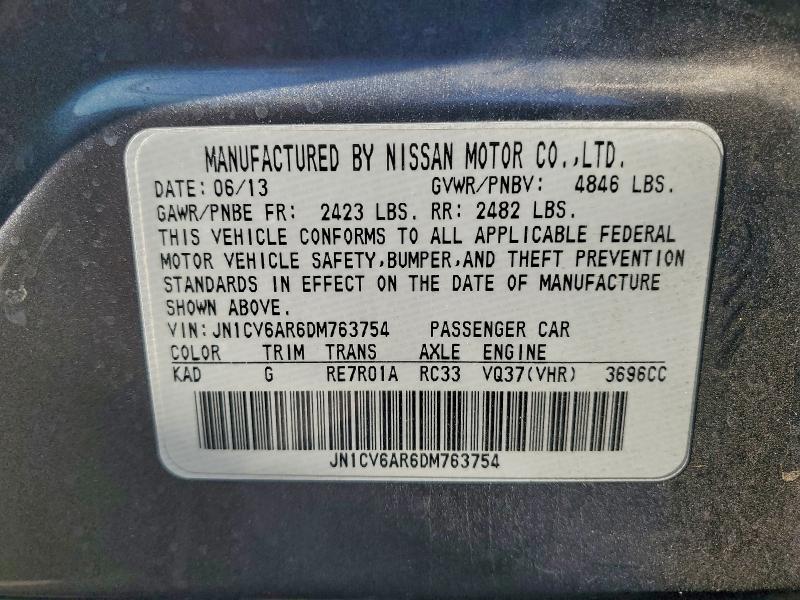 MANUFACTURED BY NISSAN MOTOR CO.,LTD.
DATE: 06/13 GVWR/PNBV: 4846 LBS.
GAWR/PNBE FR: 2423 LBS. RR: 2482 LBS.
THIS VEHICLE CONFORMS TO ALL APPLICABLE FEDERAL
MOTOR VEHICLE SAFETY,BUMPER,AND THEFT PREVENTION
STANDARDS IN EFFECT ON THE DATE OF MANUFACTURE
SHOWN ABOVE.
VIN:JN1CV6AR6DM763754 PASSENGER CAR
COLOR TRIM TRANS AXLE ENGINE
KAD G RE7R01A RC33 VQ37(VHR) 3696CC
JN1CV6AR6DM763754